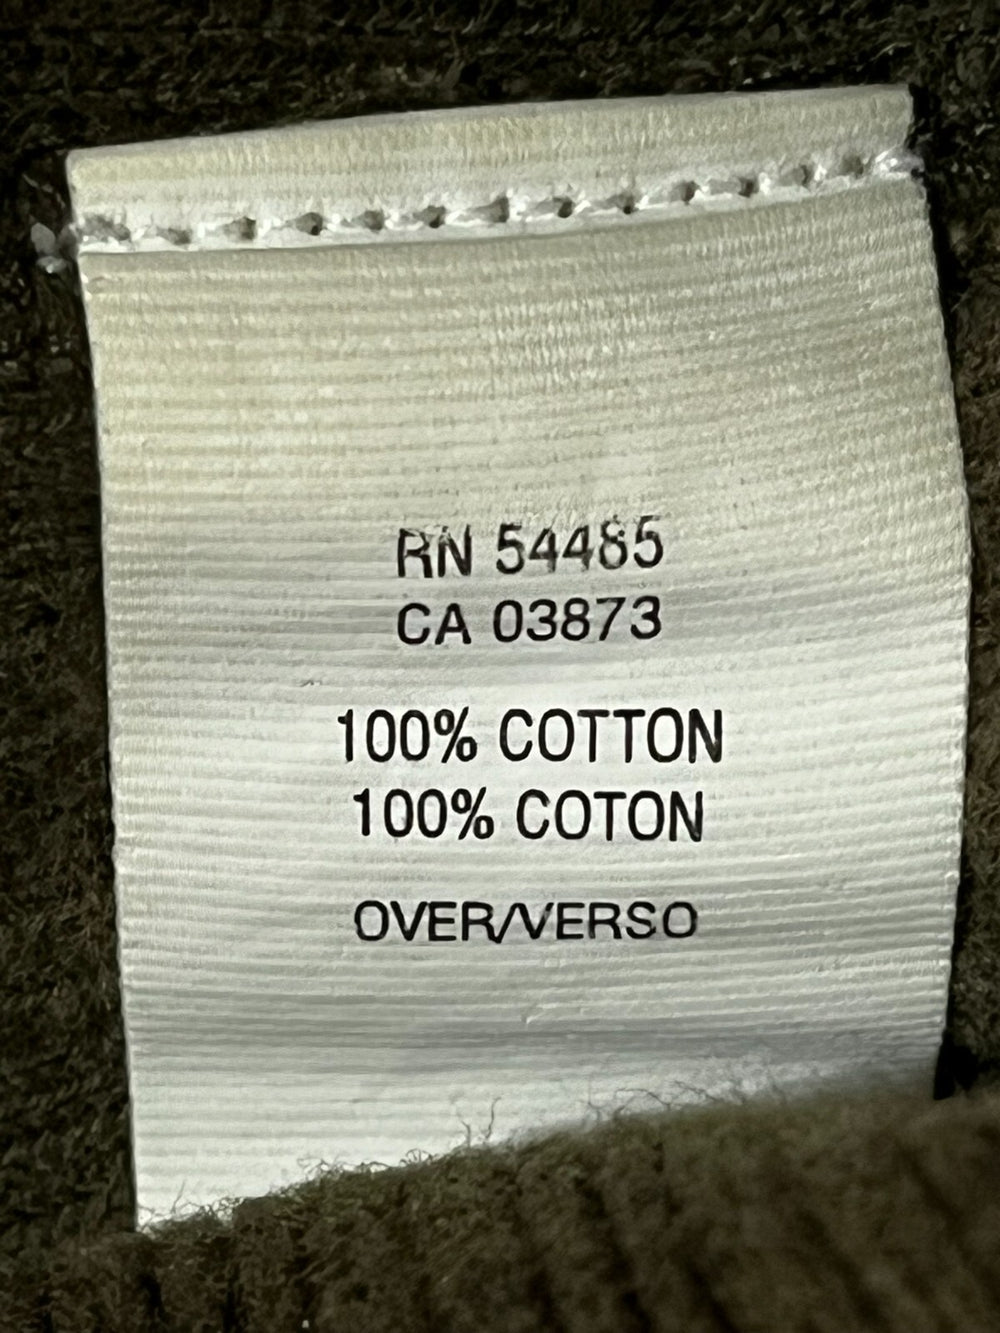 RN 54485
CA 03873
100% COTTON
100% COTON
OVER/VERSO